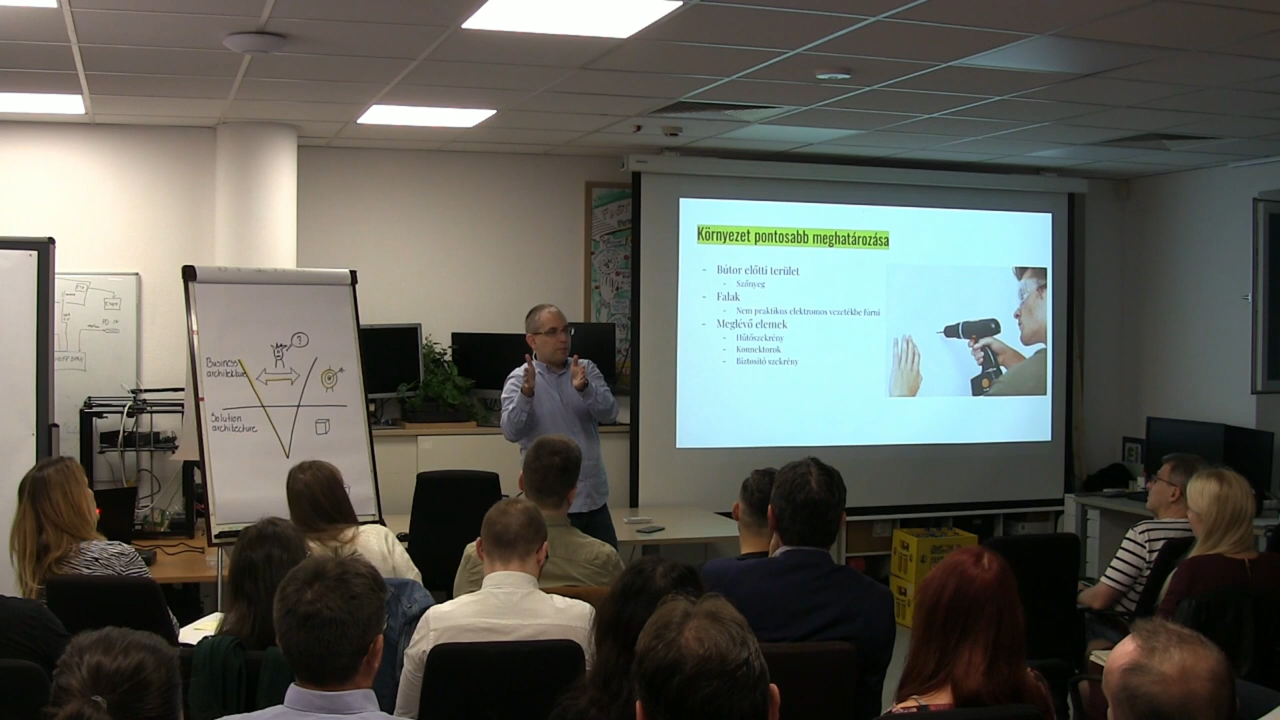 Környezet pontosabb meghatározása
- Bútor előtti terület
- Szőnyeg
- Falak
- Nem praktikus elektromos vezetékbe fúrni
- Meglévő elemek
- Hűtőszekrény
- Konnektorok
- Biztosító szekrény
?
Business
Solution
architecture